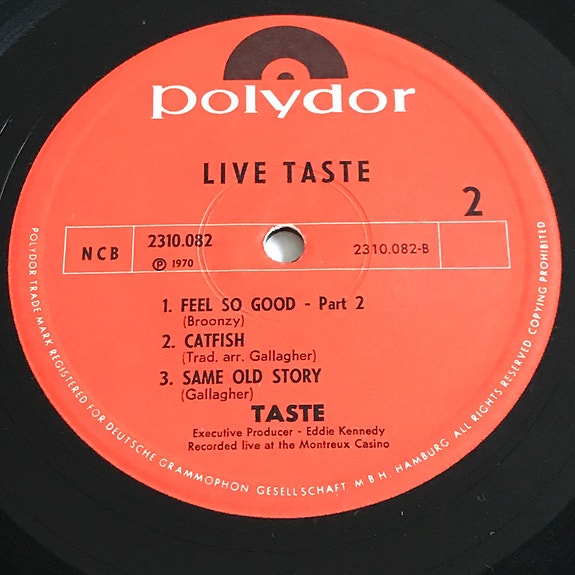 polydor
LIVE TASTE
2
NCB 2310.082 2310.082-B
℗ 1970
1. FEEL SO GOOD - Part 2
(Broonzy)
2. CATFISH
(Trad. arr. Gallagher)
3. SAME OLD STORY
(Gallagher)
TASTE
Executive Producer - Eddie Kennedy
Recorded live at the Montreux Casino
POLYDOR TRADE MARK REGISTERED FOR DEUTSCHE GRAMMOPHON GESELLSCHAFT M B H. HAMBURG ALL RIGHTS RESERVED COPYING PROHIBITED